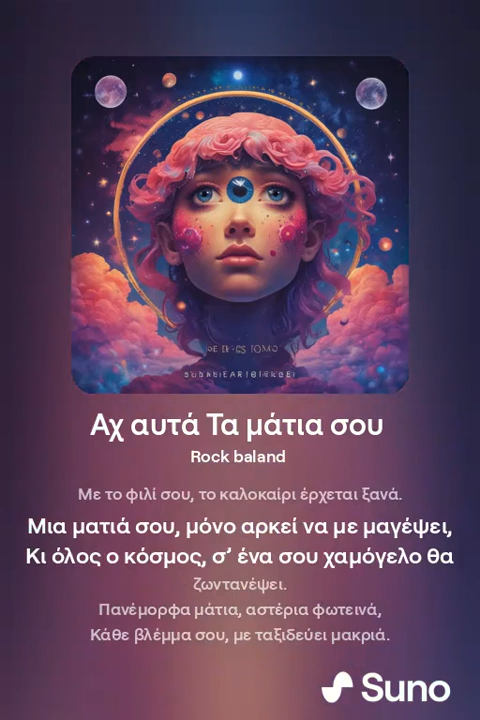 Αχ αυτά Τα μάτια σου
Rock baland
Με το φιλί σου, το καλοκαίρι έρχεται ξανά.
Μια ματιά σου, μόνο αρκεί να με μαγέψει,
Κι όλος ο κόσμος, σ’ ένα σου χαμόγελο θα
ζωντανέψει.
Πανέμορφα μάτια, αστέρια φωτεινά,
Κάθε βλέμμα σου, με ταξιδεύει μακριά.
Suno